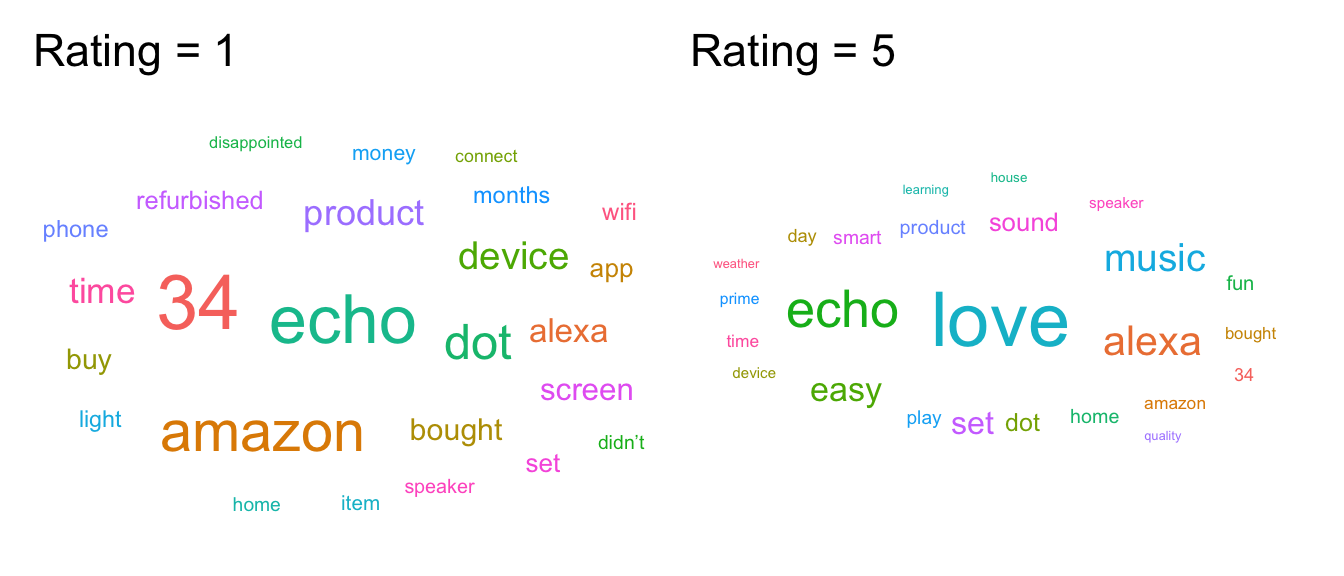 Rating = 1
disappointed
money
connect
refurbished
product
months
wifi
phone
device
app
time
34
echo
dot
alexa
buy
screen
light
amazon
bought
didn’t
set
speaker
home
item
Rating = 5
house
learning
speaker
day
smart
product
sound
music
weather
fun
prime
echo
love
time
alexa
bought
device
easy
34
play
set
dot
home
amazon
quality